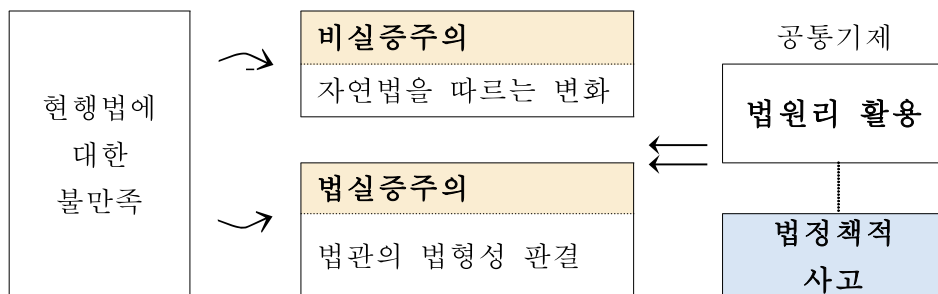 현행법에
대한
불만족
비실증주의
자연법을 따르는 변화
법실증주의
법관의 법형성 판결
공통기제
법원리 활용
법정책적
사고